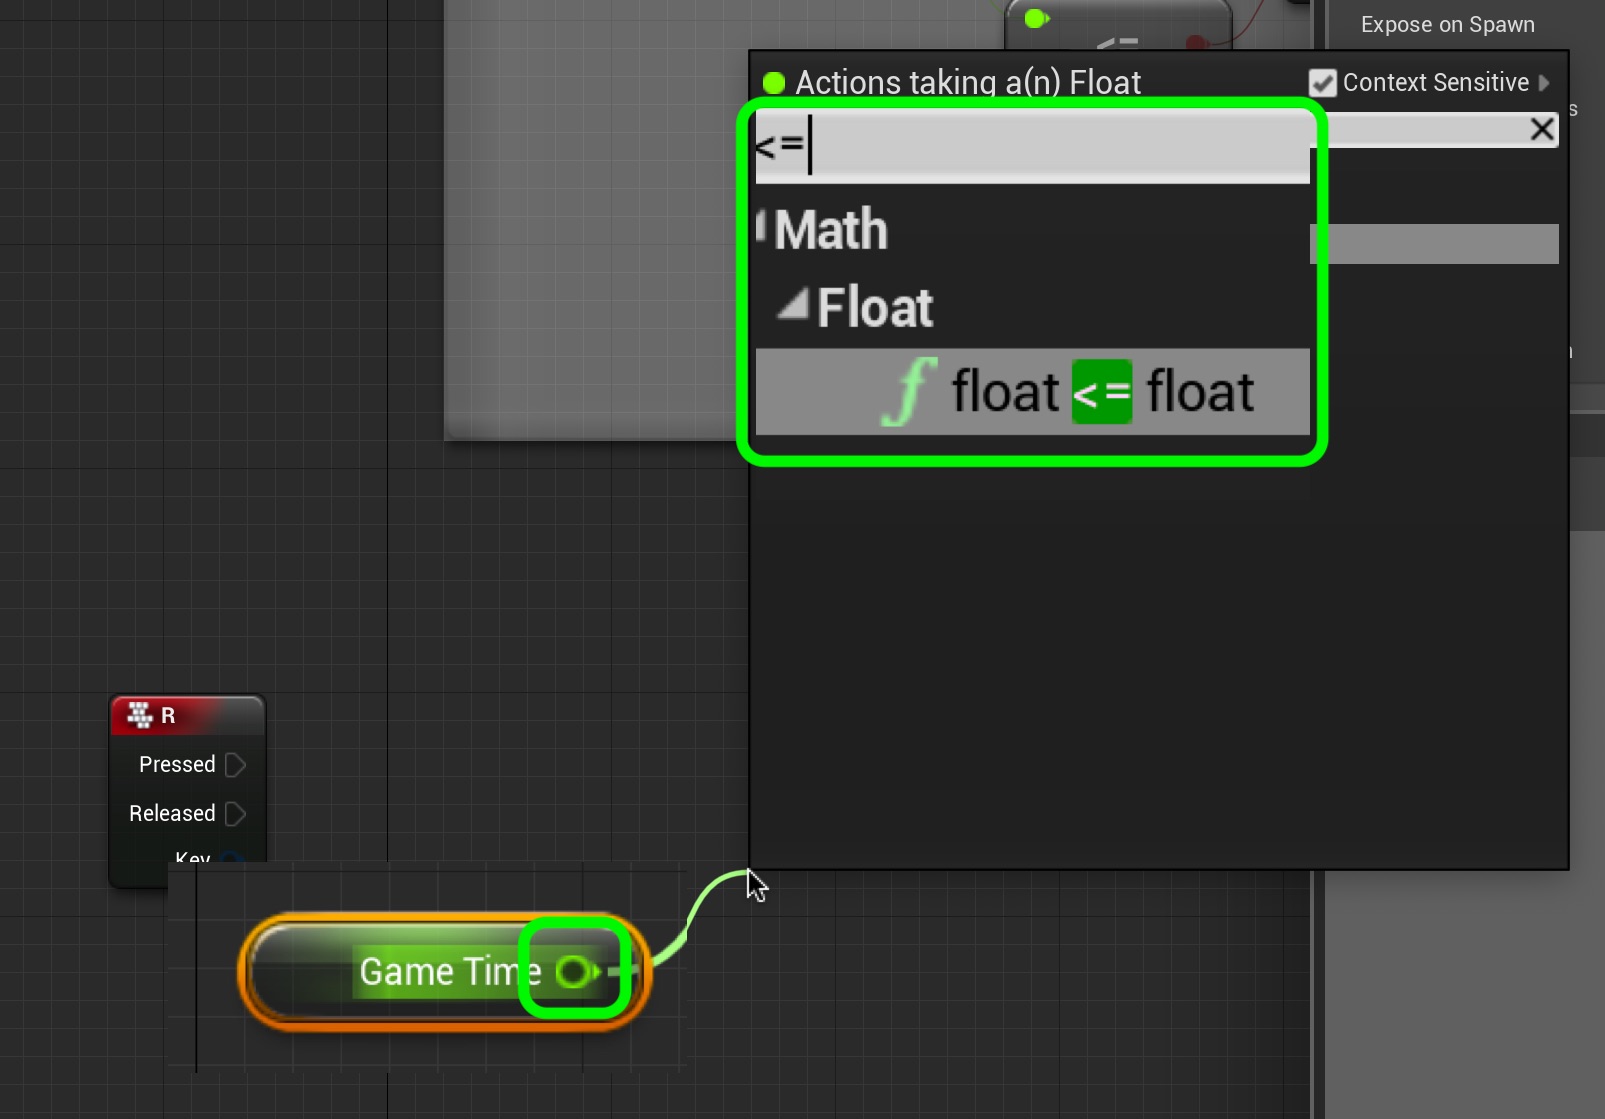 Expose on Spawn
<=
Actions taking a(n) Float
Context Sensitive
s
<=
Math
Float
f float <= float
R
Pressed
Released
Key
Game Time